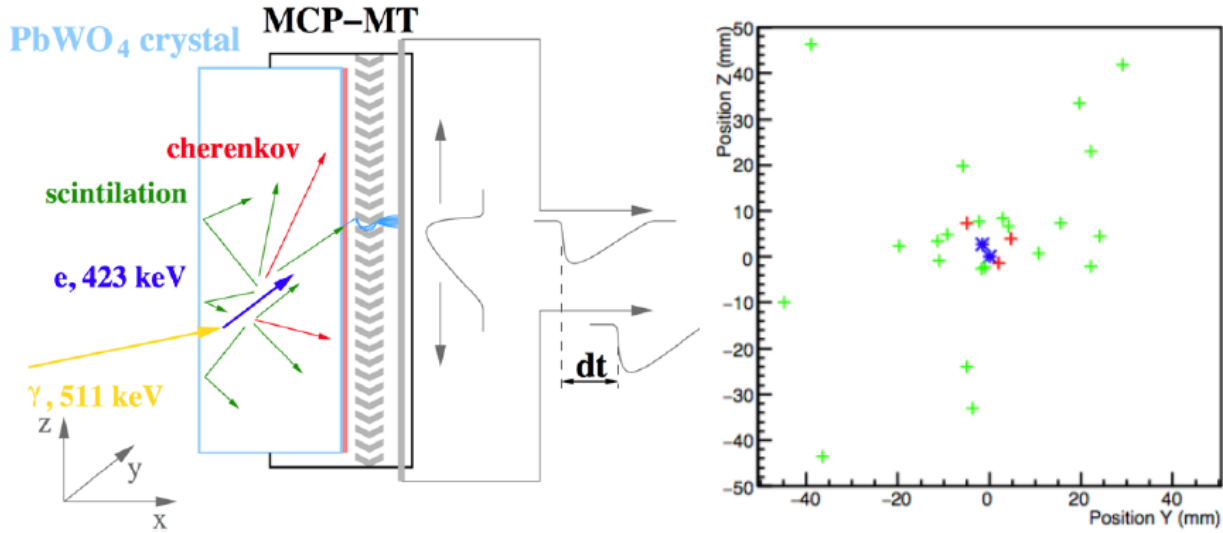 MCP-MT
PbWO4 crystal
cherenkov
scintilation
e, 423 keV
γ, 511 keV
z
y
x
dt
Position Z (mm)
50
40
30
20
10
0
-10
-20
-30
-40
-50
-40
-20
0
20
40
Position Y (mm)